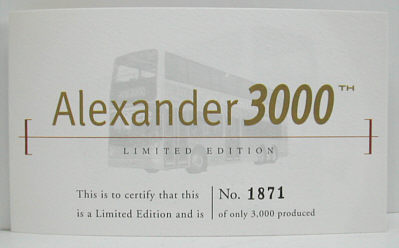 Alexander 3000TH
LIMITED EDITION
This is to certify that this
is a Limited Edition and is
No. 1871
of only 3,000 produced